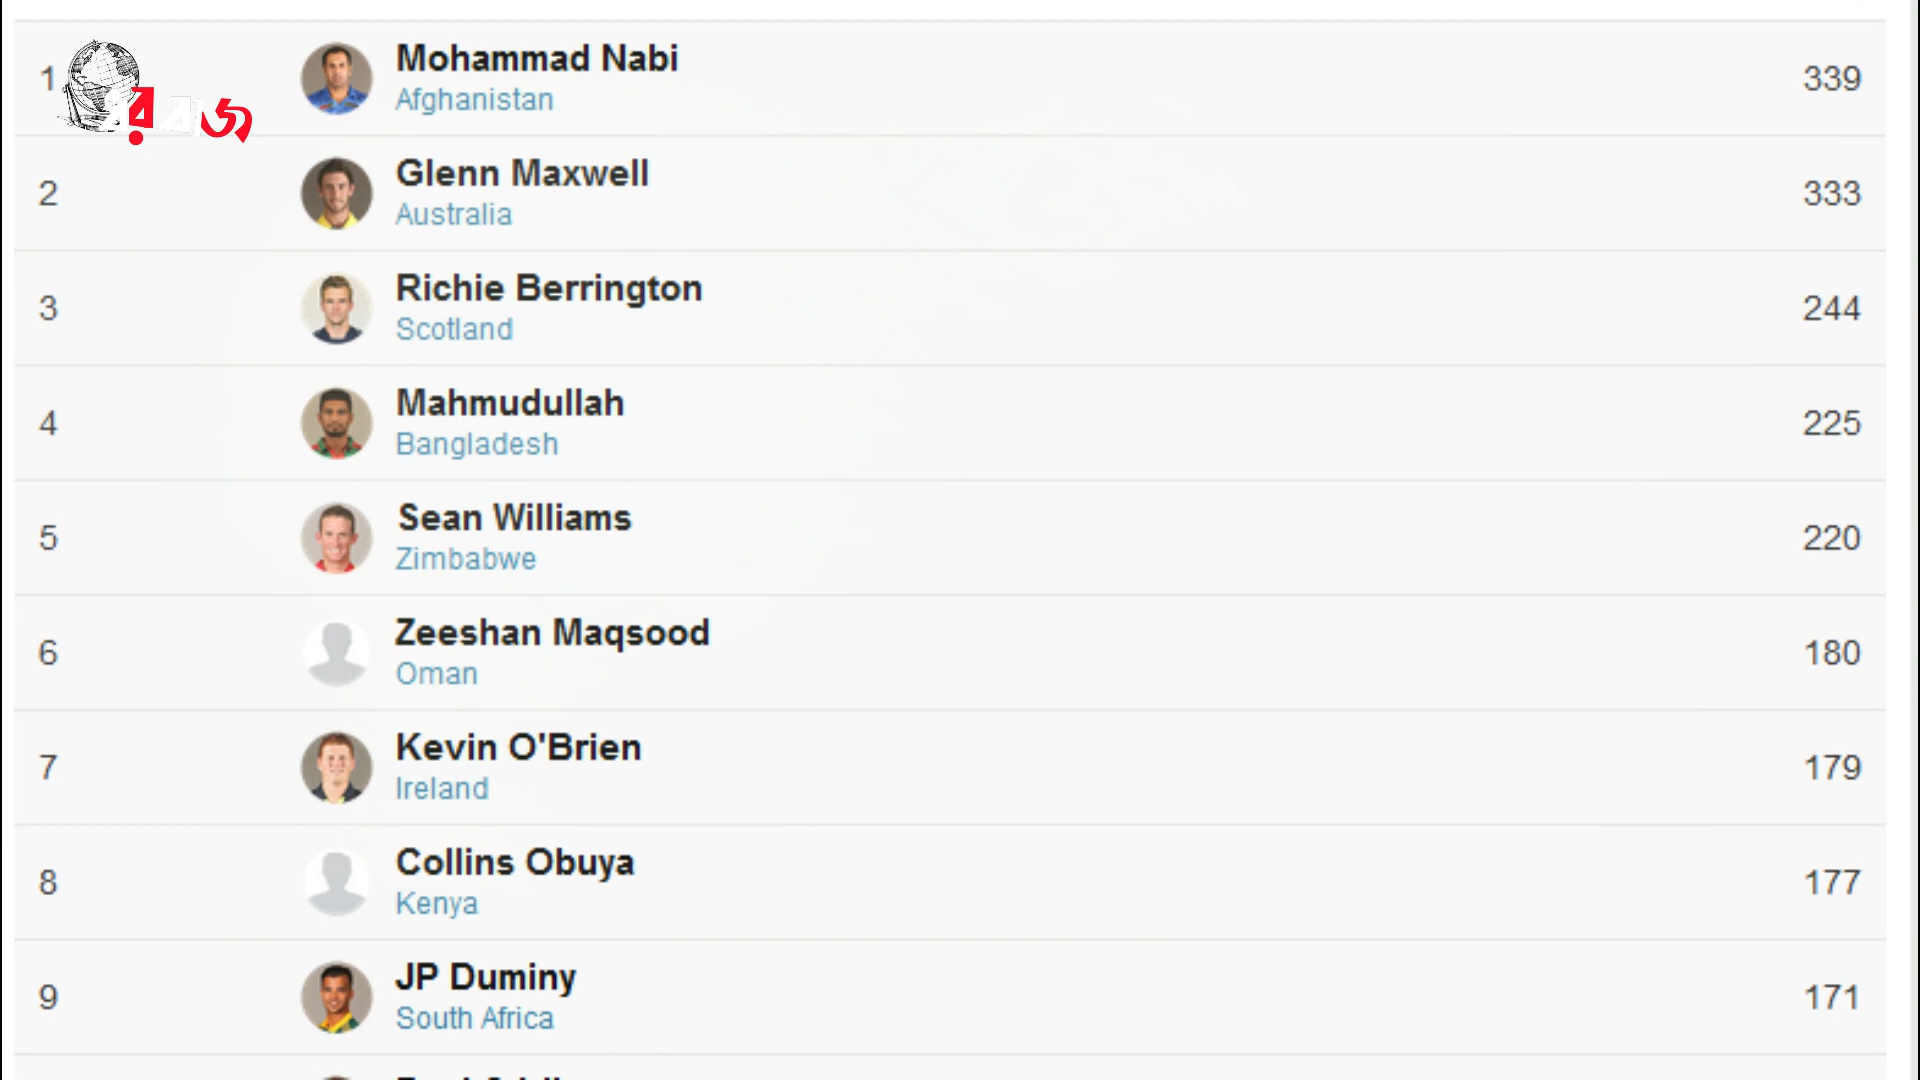 1
Mohammad Nabi
Afghanistan
339
2
Glenn Maxwell
Australia
333
3
Richie Berrington
Scotland
244
4
Mahmudullah
Bangladesh
225
5
Sean Williams
Zimbabwe
220
6
Zeeshan Maqsood
Oman
180
7
Kevin O'Brien
Ireland
179
8
Collins Obuya
Kenya
177
9
JP Duminy
South Africa
171